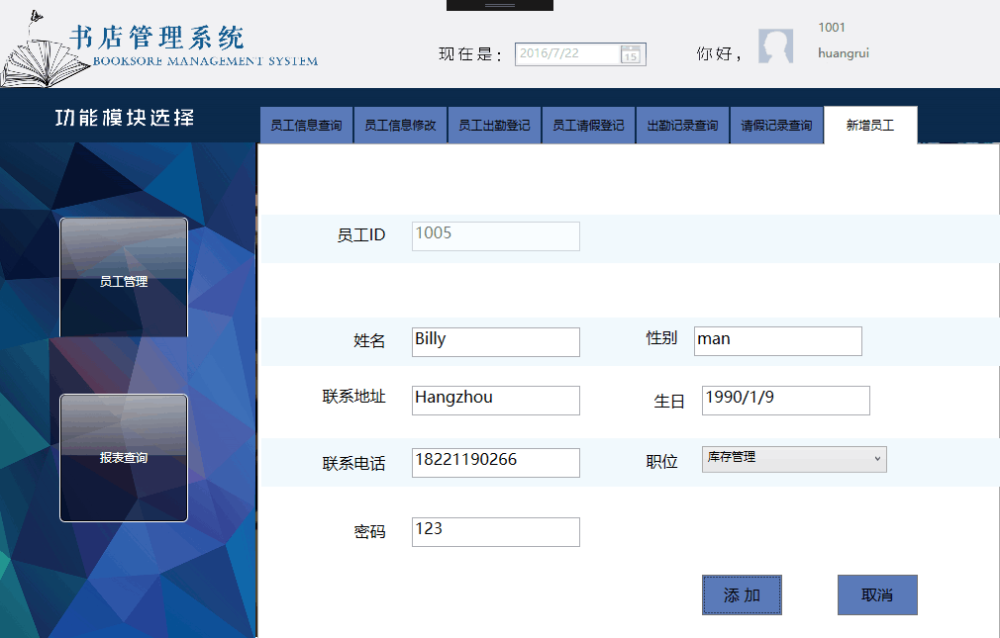 书店管理系统
BOOKSORE MANAGEMENT SYSTEM
现在是：
2016/7/22
15
你好，
1001
huangrui
功能模块选择
员工信息查询
员工信息修改
员工出勤登记
员工请假登记
出勤记录查询
请假记录查询
新增员工
员工管理
报表查询
员工ID
1005
姓名
Billy
性别
man
联系地址
Hangzhou
生日
1990/1/9
联系电话
18221190266
职位
库存管理
密码
123
添 加
取消